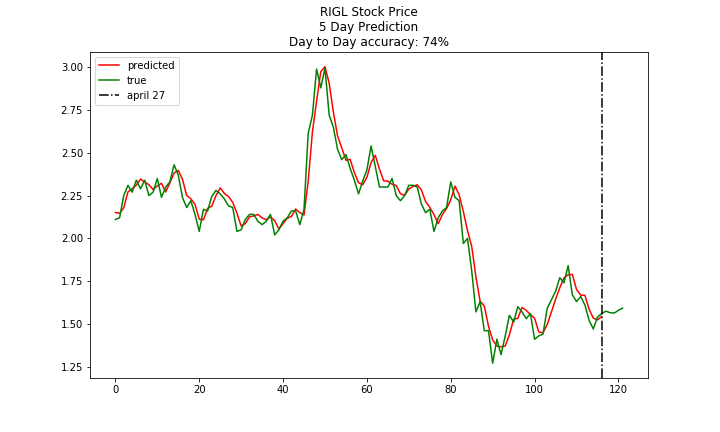 RIGL Stock Price
5 Day Prediction
Day to Day accuracy: 74%
predicted
true
april 27
3.00
2.75
2.50
2.25
2.00
1.75
1.50
1.25
0 20 40 60 80 100 120